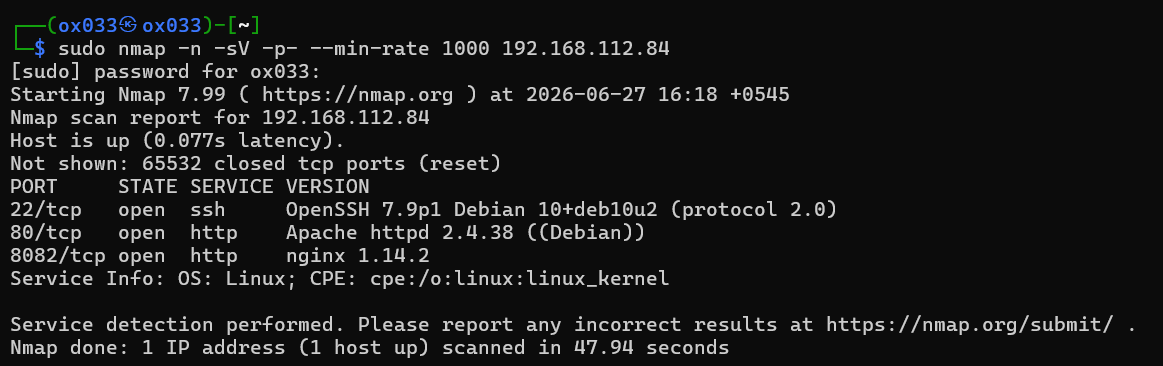 ┌──(ox033㉿ox033)-[~]
└─$ sudo nmap -n -sV -p- --min-rate 1000 192.168.112.84
[sudo] password for ox033:
Starting Nmap 7.99 ( https://nmap.org ) at 2026-06-27 16:18 +0545
Nmap scan report for 192.168.112.84
Host is up (0.077s latency).
Not shown: 65532 closed tcp ports (reset)
PORT     STATE SERVICE VERSION
22/tcp   open  ssh     OpenSSH 7.9p1 Debian 10+deb10u2 (protocol 2.0)
80/tcp   open  http    Apache httpd 2.4.38 ((Debian))
8082/tcp open  http    nginx 1.14.2
Service Info: OS: Linux; CPE: cpe:/o:linux:linux_kernel

Service detection performed. Please report any incorrect results at https://nmap.org/submit/ .
Nmap done: 1 IP address (1 host up) scanned in 47.94 seconds